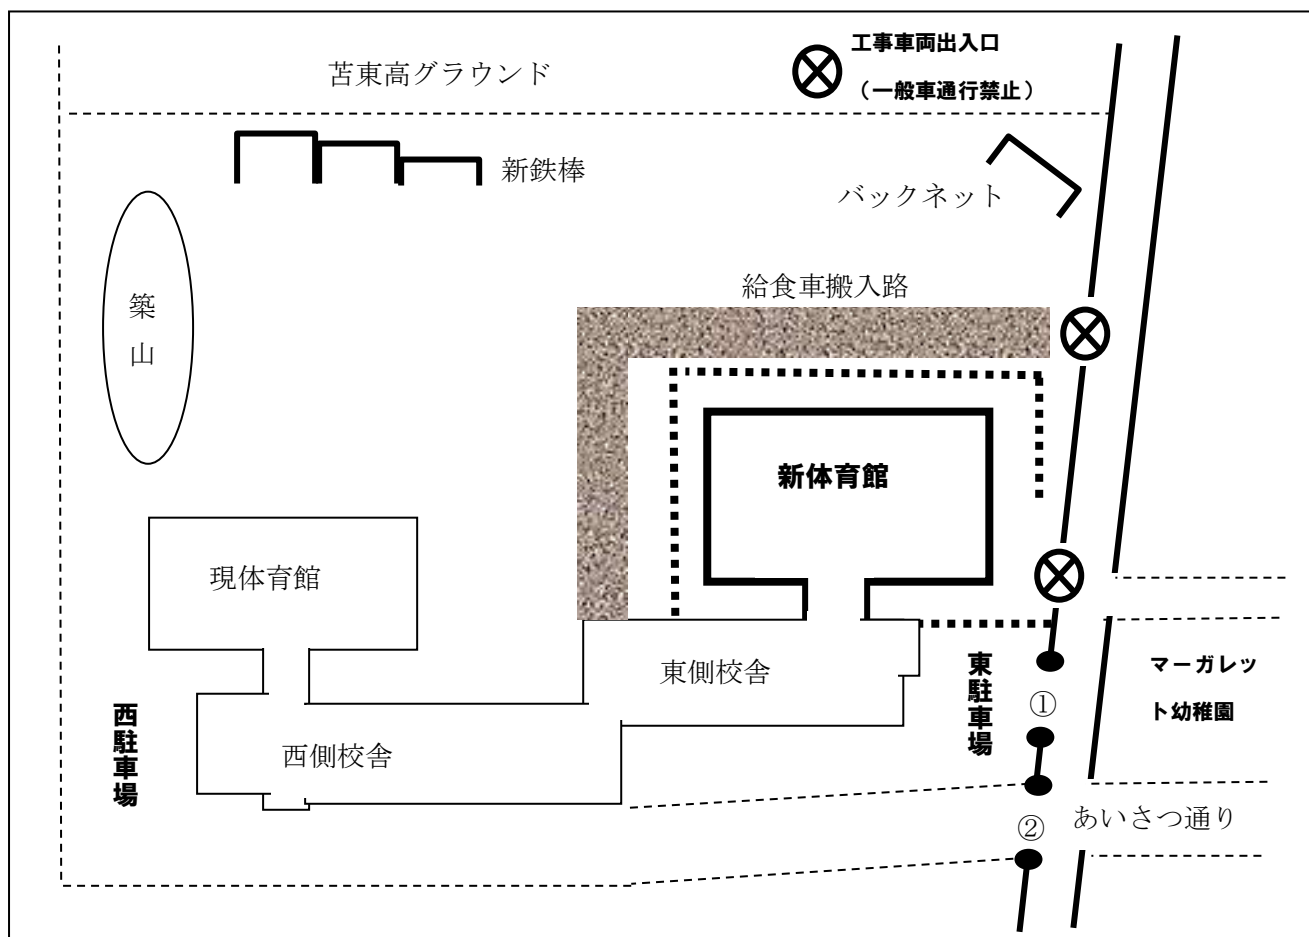 工事車両出入口
（一般車通行禁止）
苫東高グラウンド
新鉄棒
バックネット
給食車搬入路
築山
新体育館
現体育館
東側校舎
東駐車場
マーガレッ
ト幼稚園
①
西駐車場
西側校舎
②
あいさつ通り